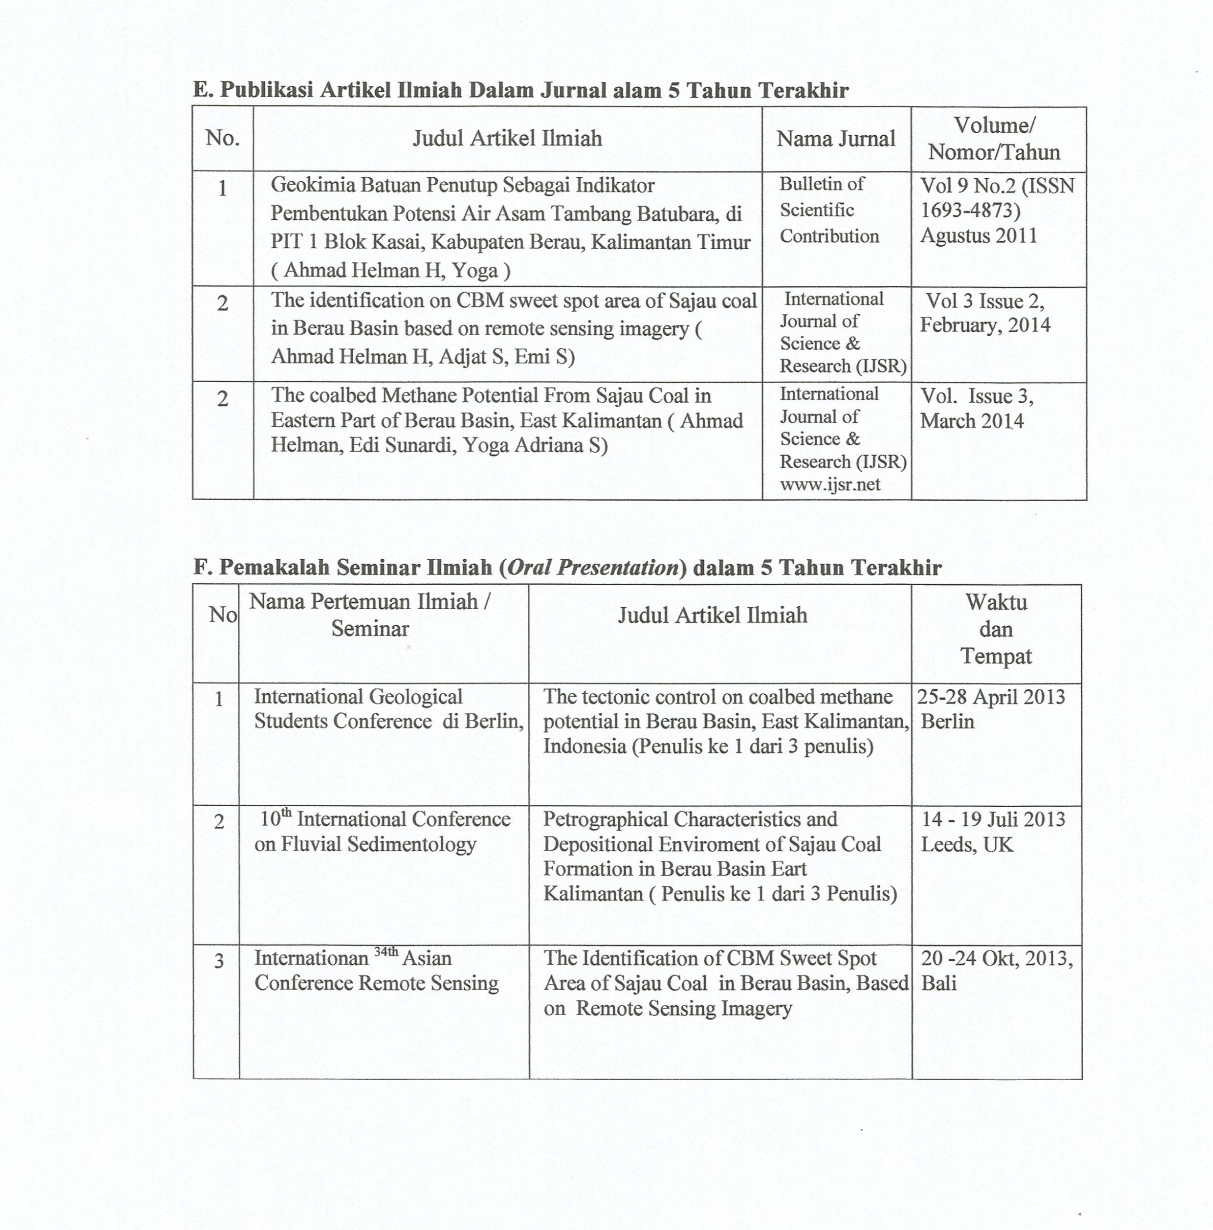 E. Publikasi Artikel Ilmiah Dalam Jurnal alam 5 Tahun Terakhir
No.
Judul Artikel Ilmiah
Nama Jurnal
Volume/
Nomor/Tahun
1
Geokimia Batuan Penutup Sebagai Indikator
Pembentukan Potensi Air Asam Tambang Batubara, di
PIT 1 Blok Kasai, Kabupaten Berau, Kalimantan Timur
( Ahmad Helman H, Yoga )
Bulletin of
Scientific
Contribution
Vol 9 No.2 (ISSN
1693-4873)
Agustus 2011
2
The identification on CBM sweet spot area of Sajau coal
in Berau Basin based on remote sensing imagery (
Ahmad Helman H, Adjat S, Emi S)
International
Journal of
Science &
Research (IJSR)
Vol 3 Issue 2,
February, 2014
2
The coalbed Methane Potential From Sajau Coal in
Eastern Part of Berau Basin, East Kalimantan ( Ahmad
Helman, Edi Sunardi, Yoga Adriana S)
International
Journal of
Science &
Research (IJSR)
www.ijsr.net
Vol. Issue 3,
March 2014
F. Pemakalah Seminar Ilmiah (Oral Presentation) dalam 5 Tahun Terakhir
No
Nama Pertemuan Ilmiah /
Seminar
Judul Artikel Ilmiah
Waktu
dan
Tempat
1
International Geological
Students Conference di Berlin,
The tectonic control on coalbed methane
potential in Berau Basin, East Kalimantan,
Indonesia (Penulis ke 1 dari 3 penulis)
25-28 April 2013
Berlin
2
10th International Conference
on Fluvial Sedimentology
Petrographical Characteristics and
Depositional Enviroment of Sajau Coal
Formation in Berau Basin Eart
Kalimantan ( Penulis ke 1 dari 3 Penulis)
14 - 19 Juli 2013
Leeds, UK
3
Internationan 34th Asian
Conference Remote Sensing
The Identification of CBM Sweet Spot
Area of Sajau Coal in Berau Basin, Based
on Remote Sensing Imagery
20 -24 Okt, 2013,
Bali